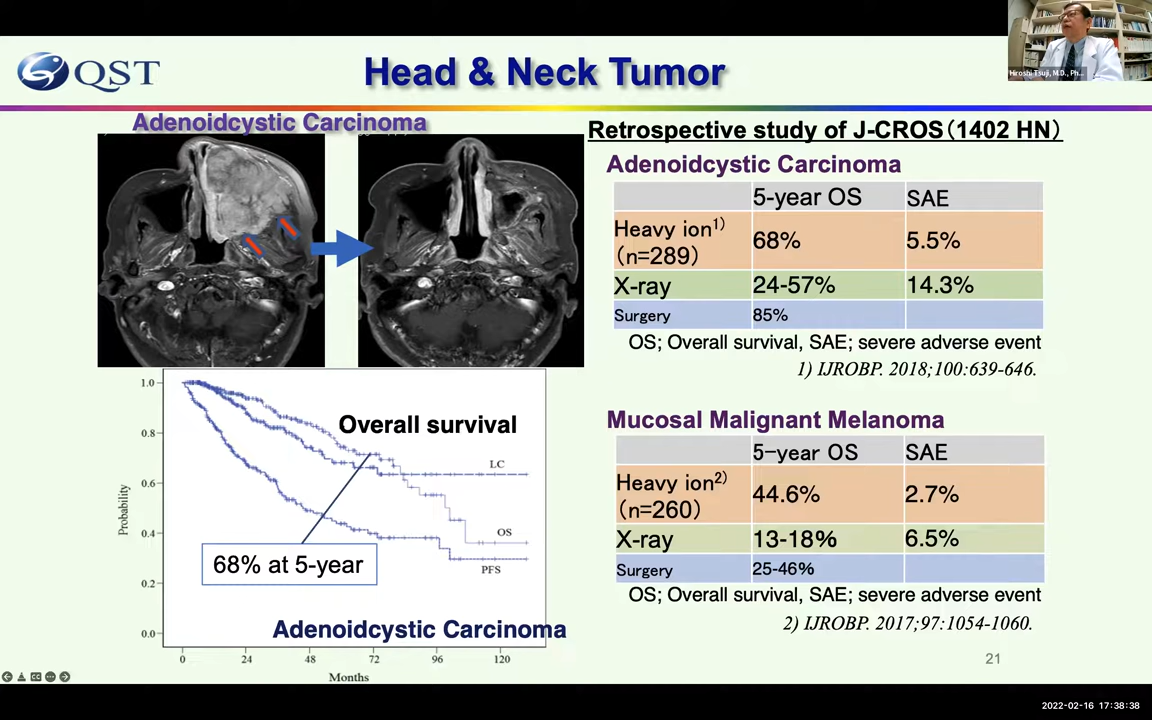 QST
Head & Neck Tumor
Hiroshi Tsuji, M.D., Ph...
Adenoidcystic Carcinoma
1.0
0.8
0.6
0.4
0.2
0.0
Probability
Overall survival
LC
OS
PFS
68% at 5-year
Adenoidcystic Carcinoma
0 24 48 72 96 120
Months
Retrospective study of J-CROS（1402 HN）
Adenoidcystic Carcinoma
5-year OS SAE
Heavy ion1)
(n=289) 68% 5.5%
X-ray 24-57% 14.3%
Surgery 85%
OS; Overall survival, SAE; severe adverse event
1) IJROBP. 2018;100:639-646.
Mucosal Malignant Melanoma
5-year OS SAE
Heavy ion2)
(n=260) 44.6% 2.7%
X-ray 13-18% 6.5%
Surgery 25-46%
OS; Overall survival, SAE; severe adverse event
2) IJROBP. 2017;97:1054-1060.
21
2022-02-16 17:38:38